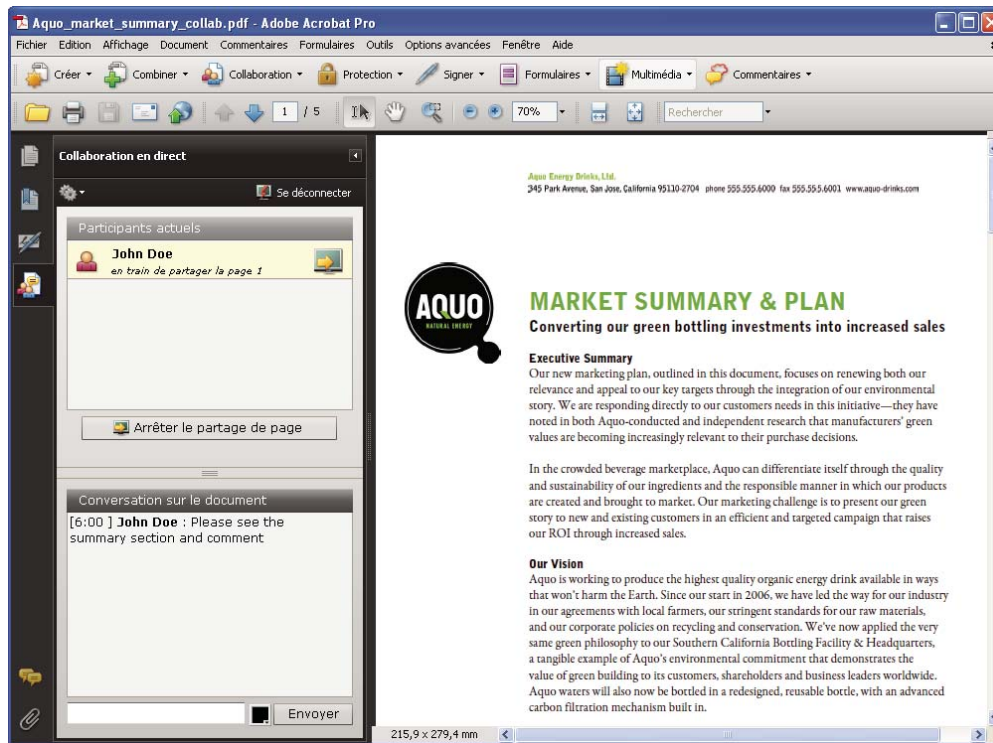 Aquo_market_summary_collab.pdf - Adobe Acrobat Pro
Fichier Edition Affichage Document Commentaires Formulaires Outils Options avancées Fenêtre Aide
Créer Combiner Collaboration Protection Signer Formulaires Multimédia Commentaires
1 / 5 70% Rechercher
Collaboration en direct
Se déconnecter
Participants actuels
John Doe
en train de partager la page 1
Arrêter le partage de page
Conversation sur le document
[6:00 ] John Doe : Please see the
summary section and comment
Envoyer
Aquo Energy Drinks, Ltd.
345 Park Avenue, San Jose, California 95110-2704 phone 555.555.6000 fax 555.555.6001 www.aquo-drinks.com
AQUO
NATURAL ENERGY
MARKET SUMMARY & PLAN
Converting our green bottling investments into increased sales
Executive Summary
Our new marketing plan, outlined in this document, focuses on renewing both our
relevance and appeal to our key targets through the integration of our environmental
story. We are responding directly to our customers needs in this initiative—they have
noted in both Aquo-conducted and independent research that manufacturers' green
values are becoming increasingly relevant to their purchase decisions.
In the crowded beverage marketplace, Aquo can differentiate itself through the quality
and sustainability of our ingredients and the responsible manner in which our products
are created and brought to market. Our marketing challenge is to present our green
story to new and existing customers in an efficient and targeted campaign that raises
our ROI through increased sales.
Our Vision
Aquo is working to produce the highest quality organic energy drink available in ways
that won't harm the Earth. Since our start in 2006, we have led the way for our industry
in our agreements with local farmers, our stringent standards for our raw materials,
and our corporate policies on recycling and conservation. We've now applied the very
same green philosophy to our Southern California Bottling Facility & Headquarters,
a tangible example of Aquo's environmental commitment that demonstrates the
value of green building to its customers, shareholders and business leaders worldwide.
Aquo waters will also now be bottled in a redesigned, reusable bottle, with an advanced
carbon filtration mechanism built in.
215,9 x 279,4 mm